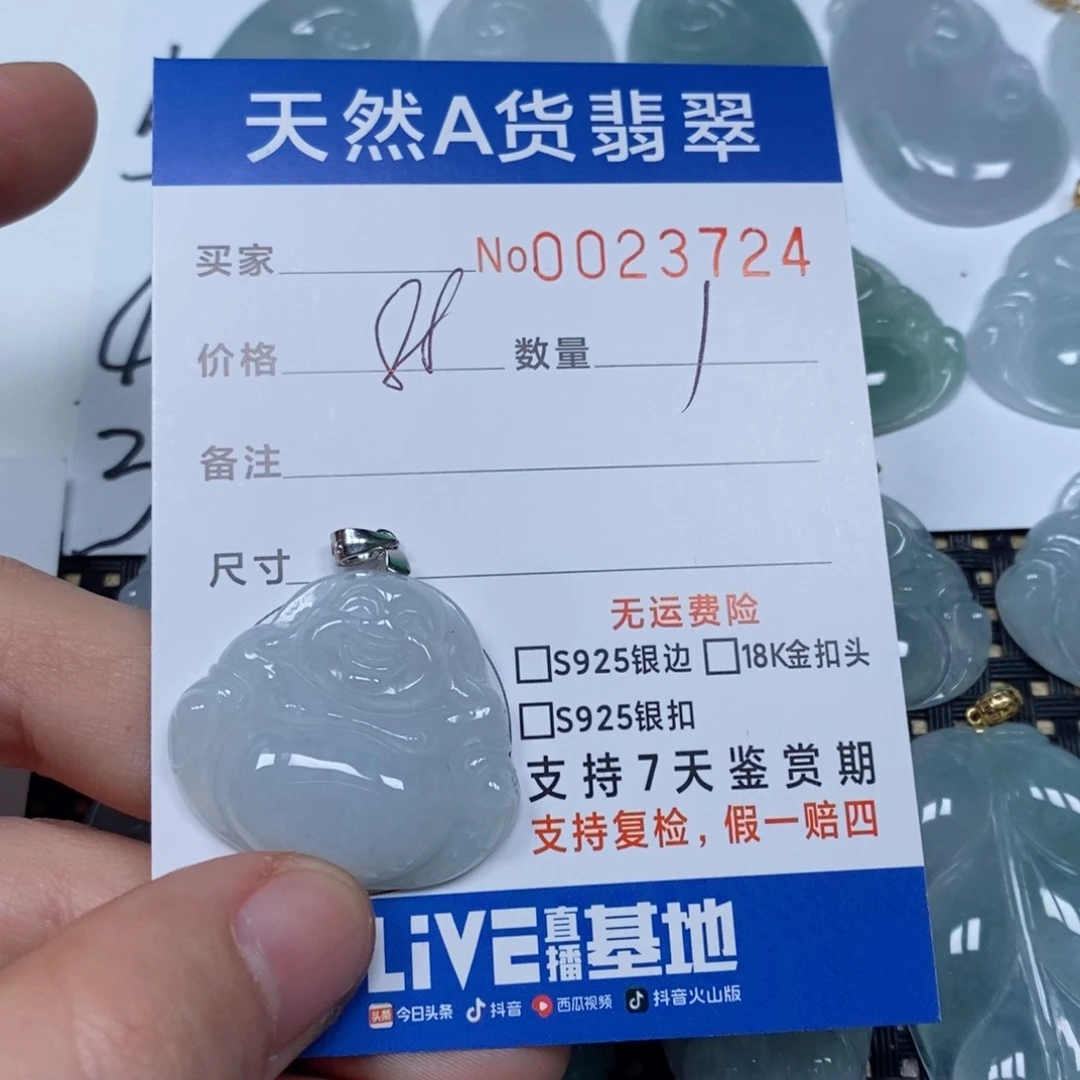 天然A货翡翠
买家 No0023724
价格 88 数量 1
备注
尺寸
无运费险
S925银边 18K金扣头
S925银扣
支持7天鉴赏期
支持复检，假一赔四
LiVE直播基地
头条 今日头条 抖音 西瓜视频 抖音火山版